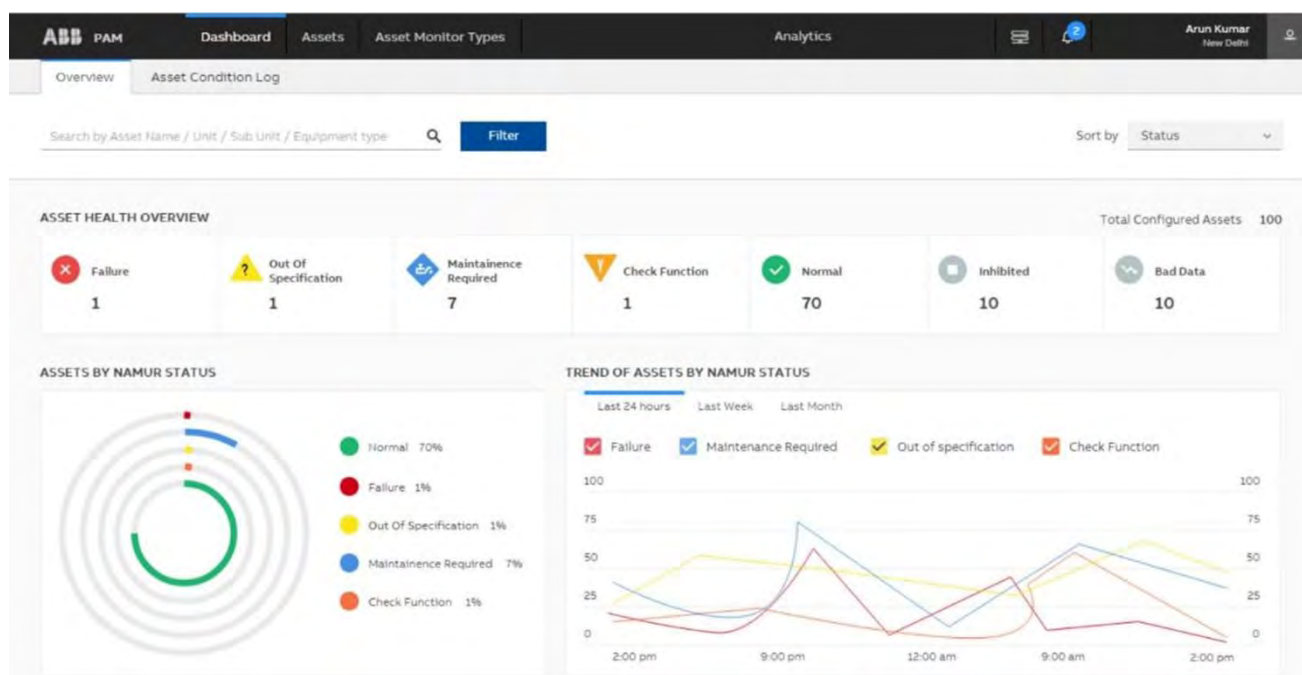 ABB PAM Dashboard Assets Asset Monitor Types Analytics 2 Arun Kumar
New Delhi
Overview Asset Condition Log
Search by Asset Name / Unit / Sub Unit / Equipment type Filter Sort by Status
ASSET HEALTH OVERVIEW Total Configured Assets 100
Failure
1
? Out Of
Specification
1
Maintainence
Required
7
Check Function
1
Normal
70
Inhibited
10
Bad Data
10
ASSETS BY NAMUR STATUS
Normal 70%
Failure 1%
Out Of Specification 1%
Maintainence Required 7%
Check Function 1%
TREND OF ASSETS BY NAMUR STATUS
Last 24 hours Last Week Last Month
Failure Maintenance Required Out of specification Check Function
100 100
75 75
50 50
25 25
0 0
2:00 pm 9:00 pm 12:00 am 9:00 am 2:00 pm